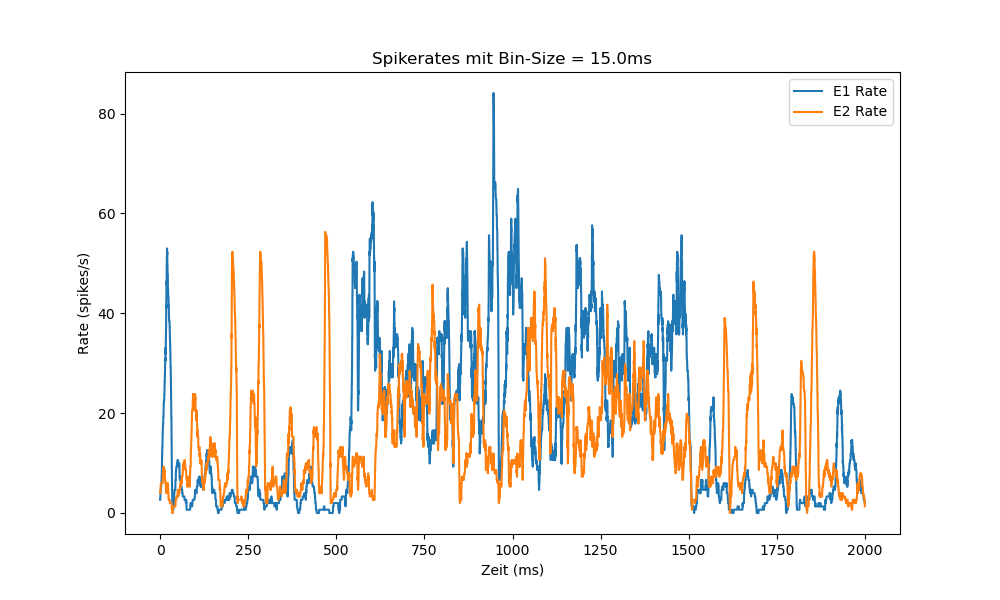 Spikerates mit Bin-Size = 15.0ms
E1 Rate
E2 Rate
80
60
40
20
0
Rate (spikes/s)
0 250 500 750 1000 1250 1500 1750 2000
Zeit (ms)